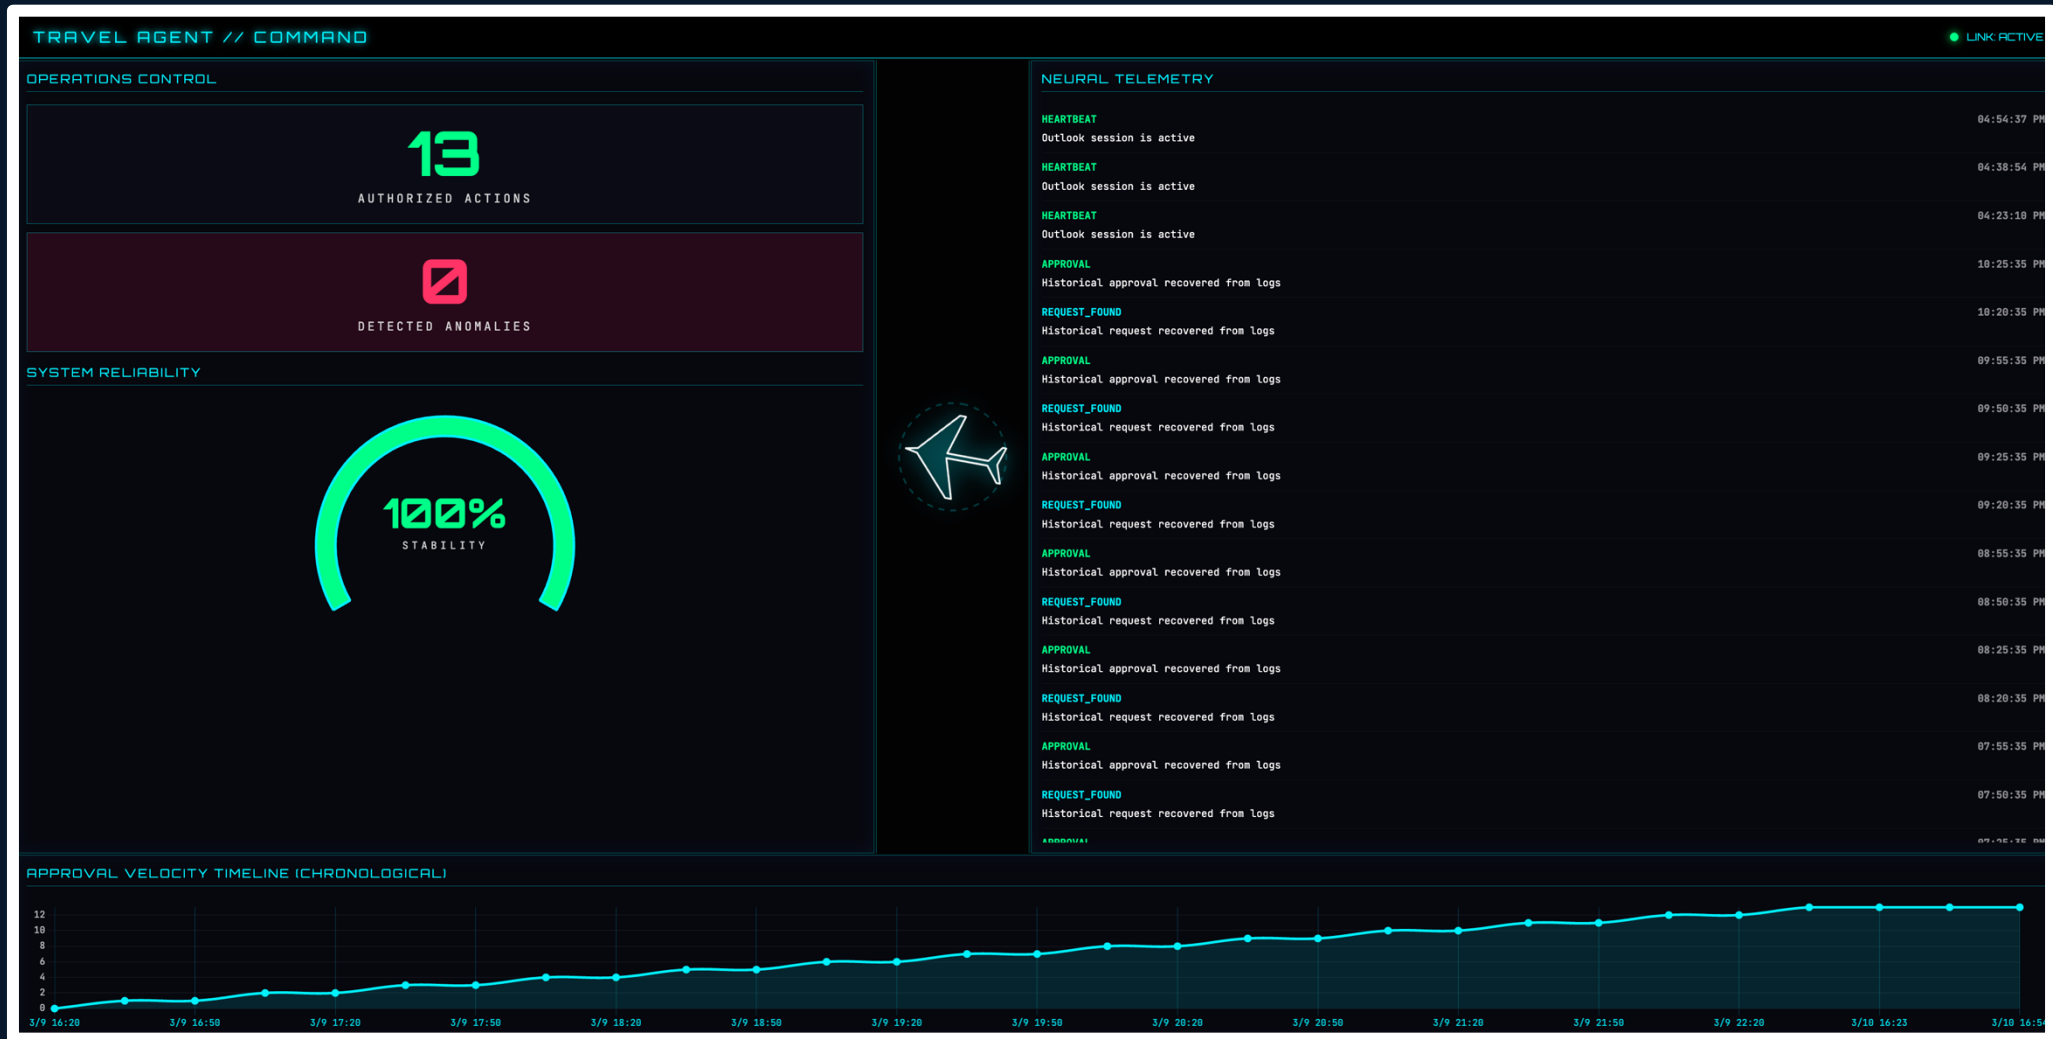 TRAVEL AGENT // COMMAND
LINK: ACTIVE
OPERATIONS CONTROL
13
AUTHORIZED ACTIONS
0
DETECTED ANOMALIES
SYSTEM RELIABILITY
100%
STABILITY
NEURAL TELEMETRY
HEARTBEAT 04:54:37 PM
Outlook session is active
HEARTBEAT 04:38:54 PM
Outlook session is active
HEARTBEAT 04:23:10 PM
Outlook session is active
APPROVAL 10:25:35 PM
Historical approval recovered from logs
REQUEST_FOUND 10:20:35 PM
Historical request recovered from logs
APPROVAL 09:55:35 PM
Historical approval recovered from logs
REQUEST_FOUND 09:50:35 PM
Historical request recovered from logs
APPROVAL 09:25:35 PM
Historical approval recovered from logs
REQUEST_FOUND 09:20:35 PM
Historical request recovered from logs
APPROVAL 08:55:35 PM
Historical approval recovered from logs
REQUEST_FOUND 08:50:35 PM
Historical request recovered from logs
APPROVAL 08:25:35 PM
Historical approval recovered from logs
REQUEST_FOUND 08:20:35 PM
Historical request recovered from logs
APPROVAL 07:55:35 PM
Historical approval recovered from logs
REQUEST_FOUND 07:50:35 PM
Historical request recovered from logs
APPROVAL 07:25:35 PM
APPROVAL VELOCITY TIMELINE (CHRONOLOGICAL)
12
10
8
6
4
2
0
3/9 16:20 3/9 16:50 3/9 17:20 3/9 17:50 3/9 18:20 3/9 18:50 3/9 19:20 3/9 19:50 3/9 20:20 3/9 20:50 3/9 21:20 3/9 21:50 3/9 22:20 3/10 16:23 3/10 16:54